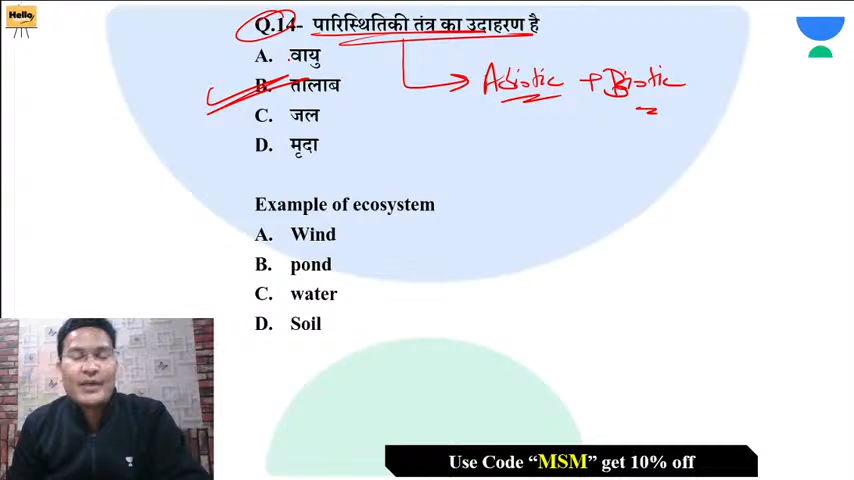 Hello
Q.14- पारिस्थितिकी तंत्र का उदाहरण है
A. वायु
B. तालाब
C. जल
D. मृदा
Abiotic + Biotic
Example of ecosystem
A. Wind
B. pond
C. water
D. Soil
Use Code “MSM” get 10% off